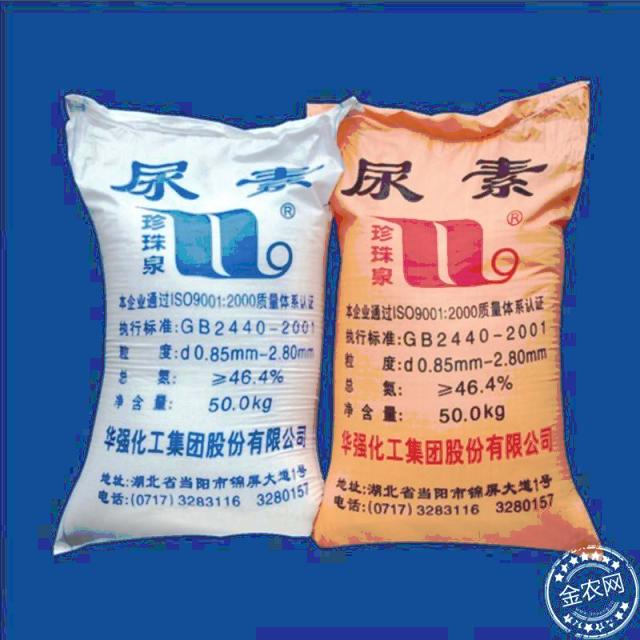 尿素
珍珠泉
®
本企业通过ISO9001:2000质量体系认证
执行标准:GB2440-2001
粒 度:d0.85mm-2.80mm
总 氮: ≥46.4%
净含量: 50.0kg
华强化工集团股份有限公司
地址:湖北省当阳市锦屏大道1号
电话:(0717)3283116 3280157
尿素
珍珠泉
®
本企业通过ISO9001:2000质量体系认证
执行标准:GB2440-2001
粒 度:d0.85mm-2.80mm
总 氮: ≥46.4%
净含量: 50.0kg
华强化工集团股份有限公司
地址:湖北省当阳市锦屏大道1号
电话:(0717)3283116 3280157
金农网